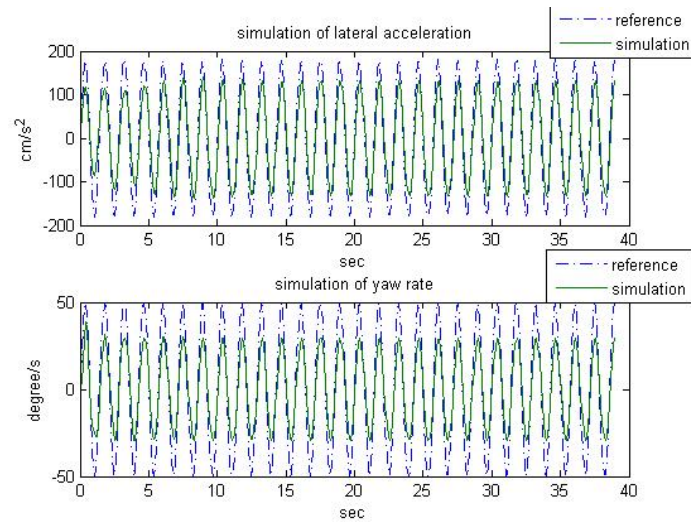 simulation of lateral acceleration
reference
simulation
200
100
0
-100
-200
cm/s²
0 5 10 15 20 25 30 35 40
sec
simulation of yaw rate
reference
simulation
50
0
-50
degree/s
0 5 10 15 20 25 30 35 40
sec